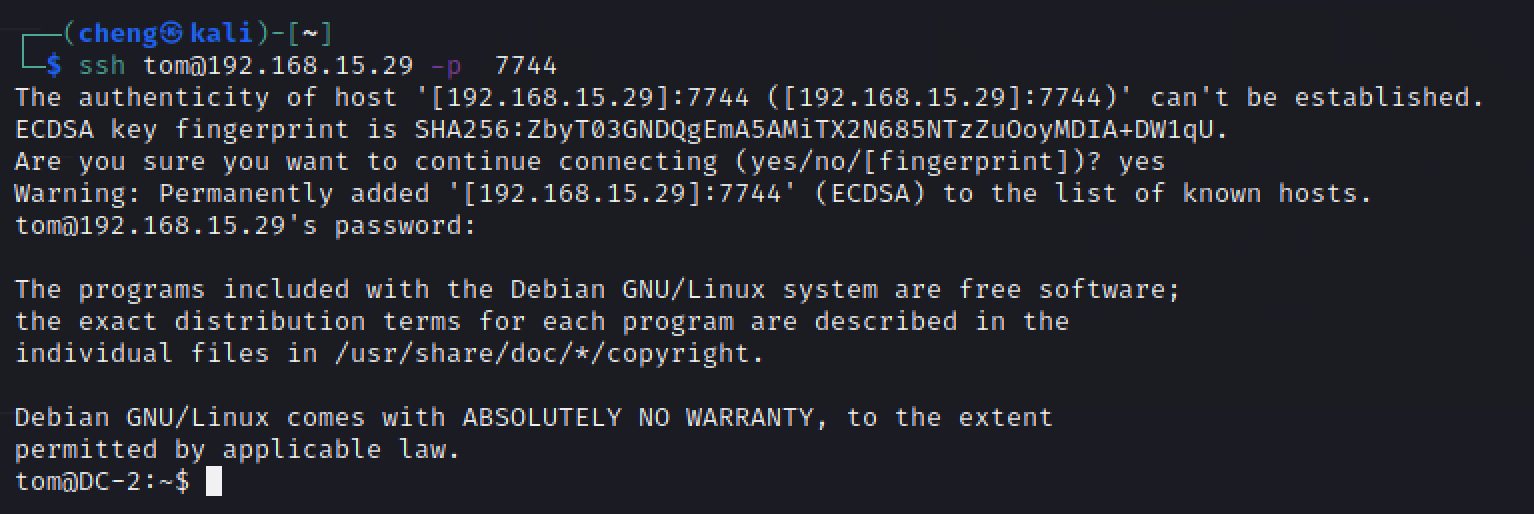 ┌──(cheng㉿kali)-[~]
└─$ ssh tom@192.168.15.29 -p  7744
The authenticity of host '[192.168.15.29]:7744 ([192.168.15.29]:7744)' can't be established.
ECDSA key fingerprint is SHA256:ZbyT03GNDQgEmA5AMiTX2N685NTzZuOoyMDIA+DW1qU.
Are you sure you want to continue connecting (yes/no/[fingerprint])? yes
Warning: Permanently added '[192.168.15.29]:7744' (ECDSA) to the list of known hosts.
tom@192.168.15.29's password:
The programs included with the Debian GNU/Linux system are free software;
the exact distribution terms for each program are described in the
individual files in /usr/share/doc/*/copyright.
Debian GNU/Linux comes with ABSOLUTELY NO WARRANTY, to the extent
permitted by applicable law.
tom@DC-2:~$